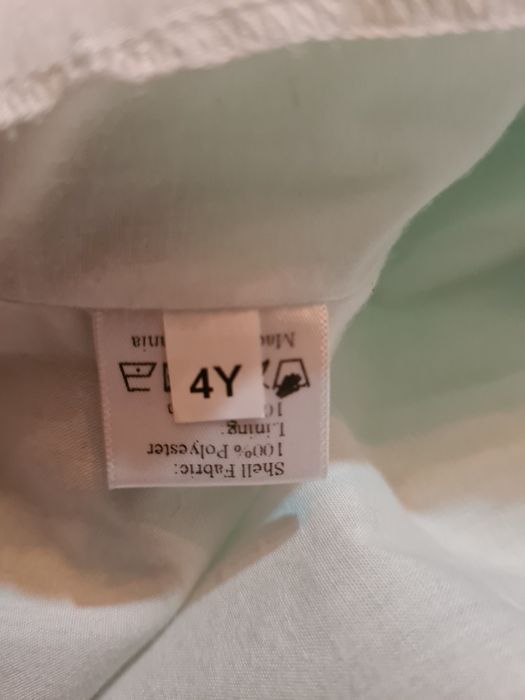 4Y
Shell Fabric:
100% Polyester
Lining: